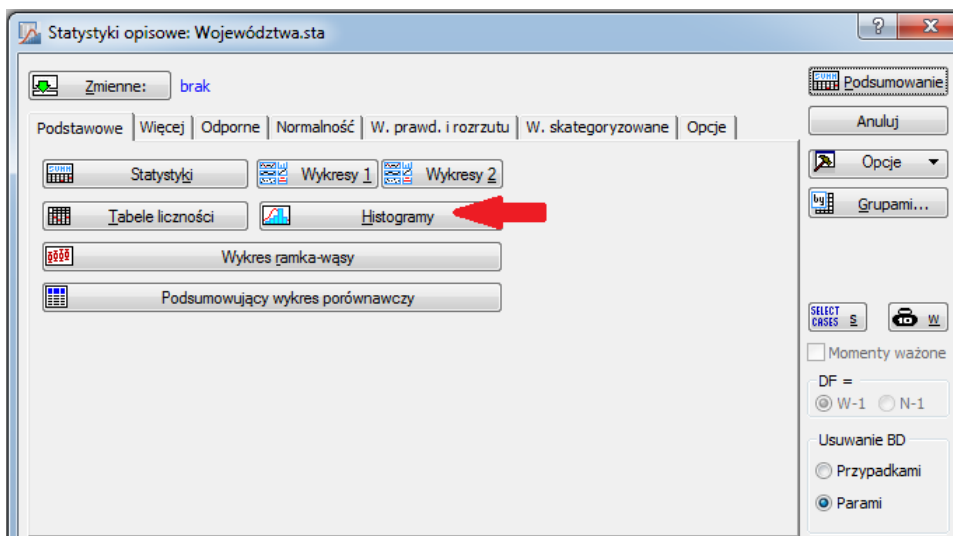 Statystyki opisowe: Województwa.sta
Zmienne: brak
Podstawowe Więcej Odporne Normalność W. prawd. i rozrzutu W. skategoryzowane Opcje
Statystyki Wykresy 1 Wykresy 2
Tabele liczności Histogramy
Wykres ramka-wąsy
Podsumowujący wykres porównawczy
Podsumowanie
Anuluj
Opcje
Grupami...
SELECT CASES S W
Momenty ważone
DF =
W-1 N-1
Usuwanie BD
Przypadkami
Parami